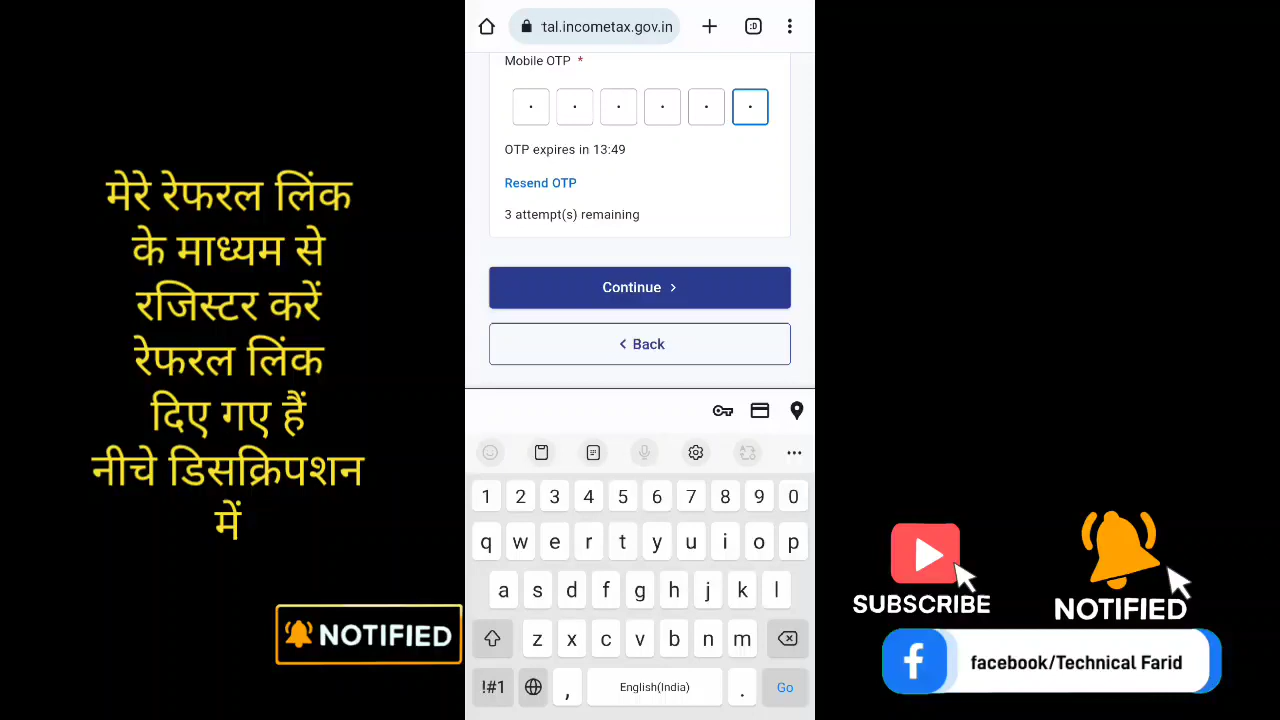 मेरे रेफरल लिंक
के माध्यम से
रजिस्टर करें
रेफरल लिंक
दिए गए हैं
नीचे डिसक्रिपशन
में
NOTIFIED
tal.incometax.gov.in
:D
Mobile OTP *
OTP expires in 13:49
Resend OTP
3 attempt(s) remaining
Continue >
< Back
1 2 3 4 5 6 7 8 9 0
q w e r t y u i o p
a s d f g h j k l
z x c v b n m
!#1 , English(India) . Go
SUBSCRIBE
NOTIFIED
facebook/Technical Farid